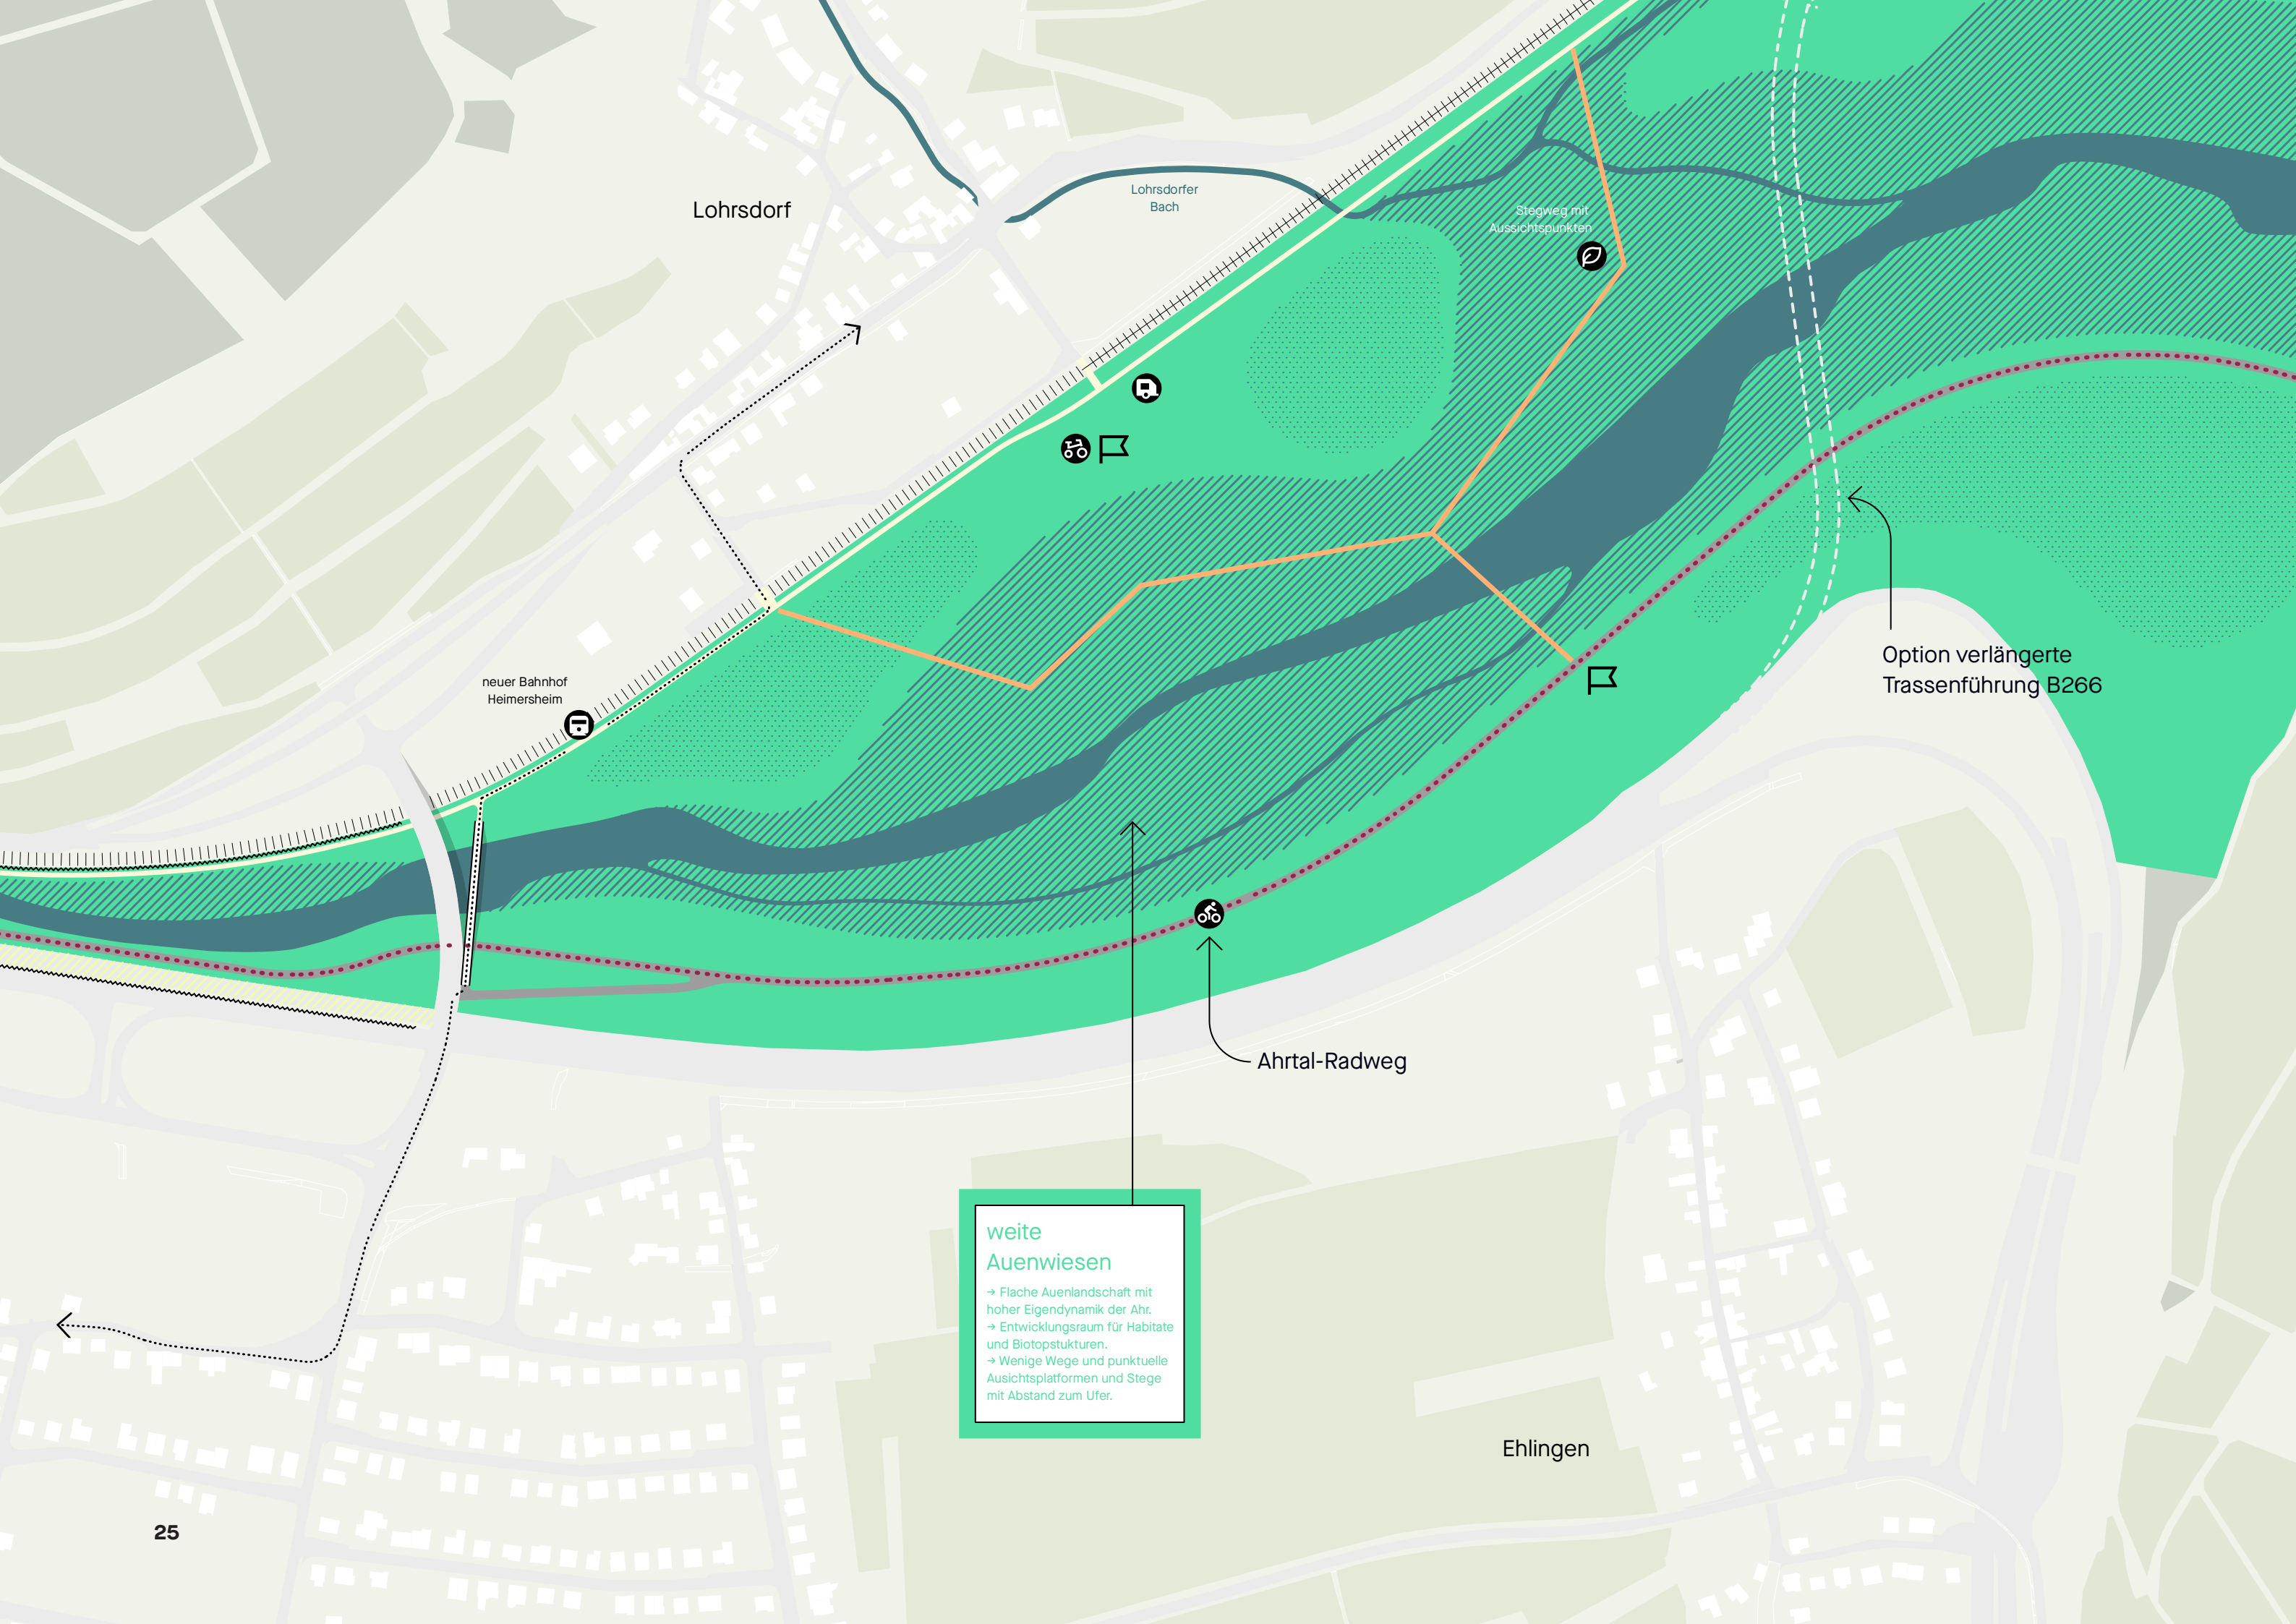 Lohrsdorf
Lohrsdorfer
Bach
Stegweg mit
Aussichtspunkten
neuer Bahnhof
Heimersheim
Option verlängerte
Trassenführung B266
Ahrtal-Radweg
weite
Auenwiesen
→ Flache Auenlandschaft mit
hoher Eigendynamik der Ahr.
→ Entwicklungsraum für Habitate
und Biotopstukturen.
→ Wenige Wege und punktuelle
Ausichtsplatformen und Stege
mit Abstand zum Ufer.
Ehlingen
25